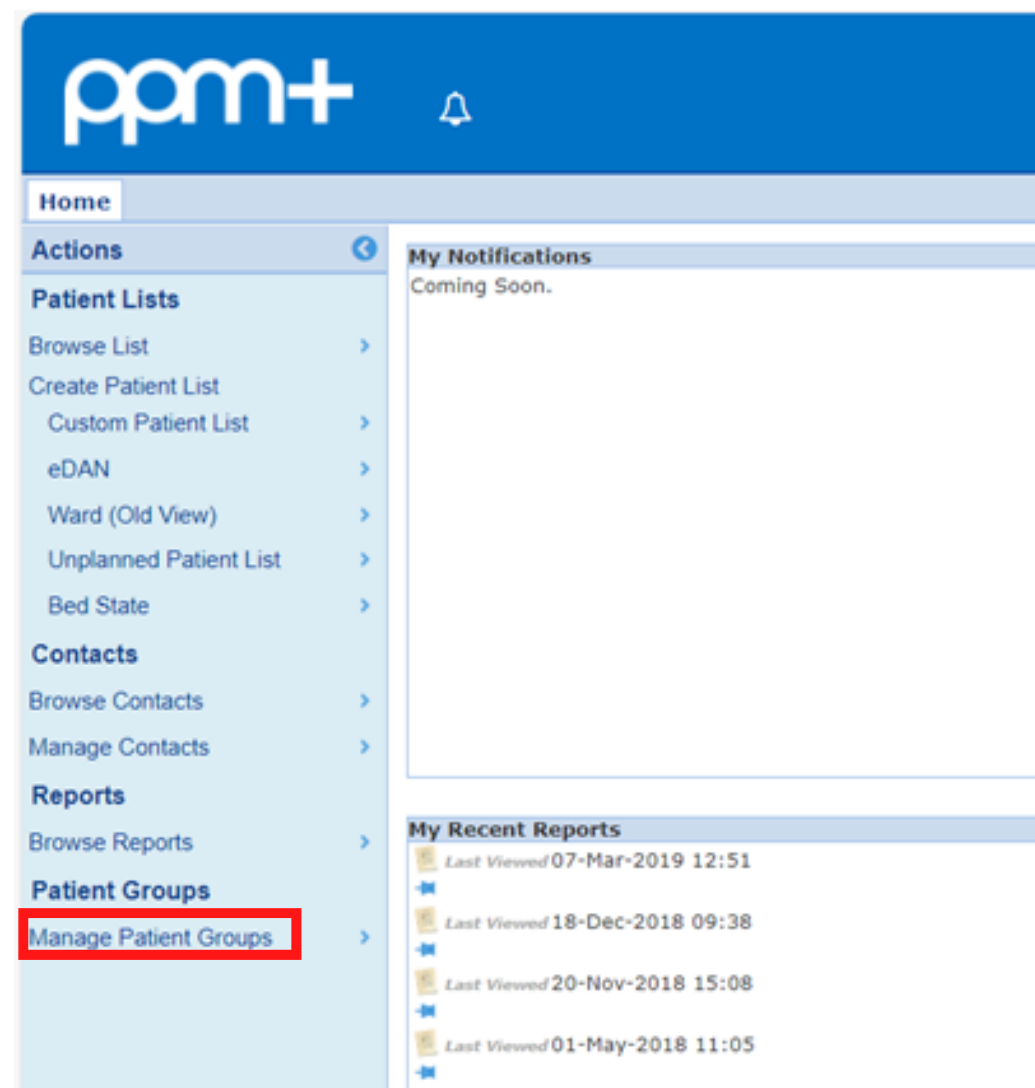 ppm+
Home
Actions
Patient Lists
Browse List
Create Patient List
Custom Patient List
eDAN
Ward (Old View)
Unplanned Patient List
Bed State
Contacts
Browse Contacts
Manage Contacts
Reports
Browse Reports
Patient Groups
Manage Patient Groups
My Notifications
Coming Soon.
My Recent Reports
Last Viewed 07-Mar-2019 12:51
Last Viewed 18-Dec-2018 09:38
Last Viewed 20-Nov-2018 15:08
Last Viewed 01-May-2018 11:05